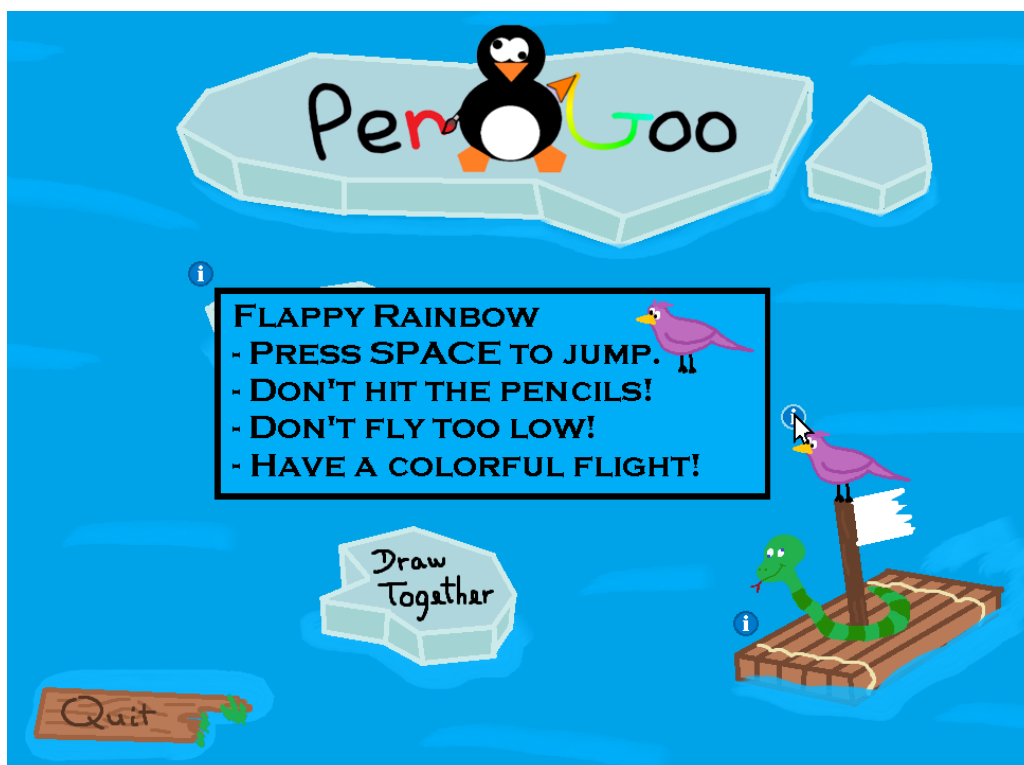 PenGoo
FLAPPY RAINBOW
- PRESS SPACE TO JUMP.
- DON'T HIT THE PENCILS!
- DON'T FLY TOO LOW!
- HAVE A COLORFUL FLIGHT!
Draw
Together
Quit